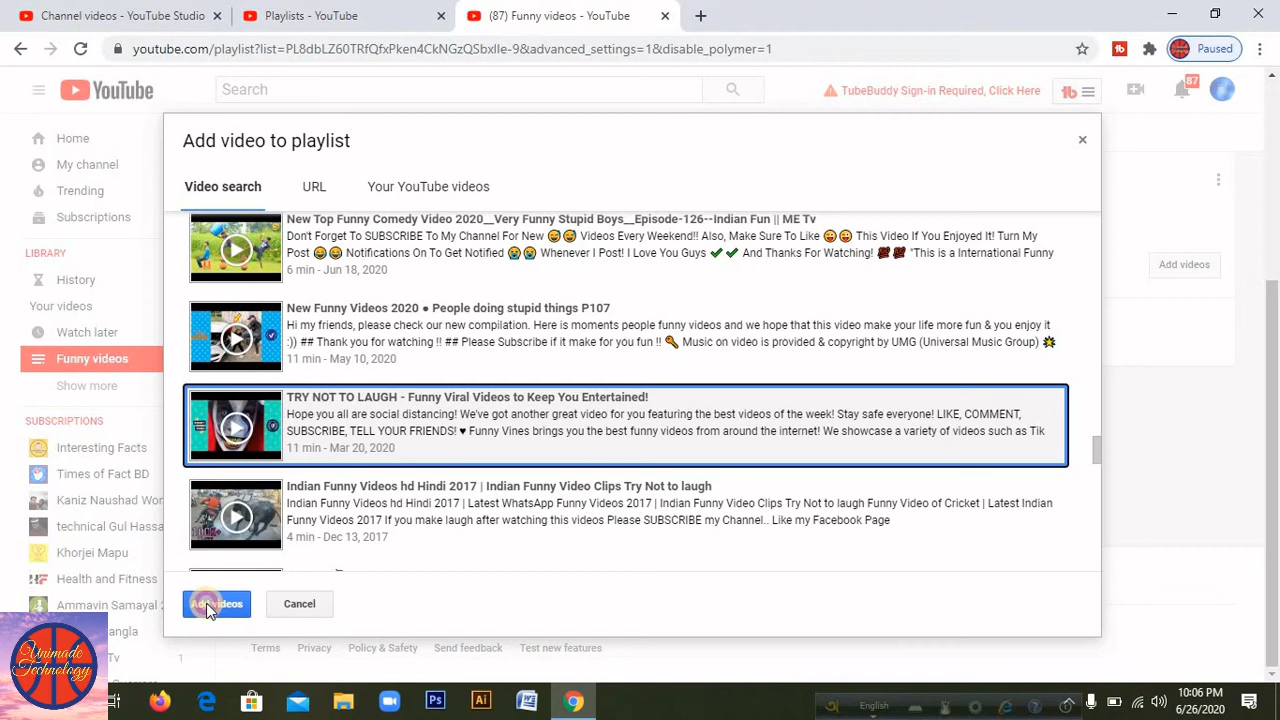 Channel videos - YouTube Studio
Playlists - YouTube
(87) Funny videos - YouTube
youtube.com/playlist?list=PL8dbLZ60TRfQfxPken4CkNGzQSbxlle-9&advanced_settings=1&disable_polymer=1
Paused
YouTube
Search
TubeBuddy Sign-in Required, Click Here
tb
87
Home
My channel
Trending
Subscriptions
LIBRARY
History
Your videos
Watch later
Funny videos
Show more
SUBSCRIPTIONS
Interesting Facts
Times of Fact BD
Kaniz Naushad Wor
technical Gul Hassa
Khorjei Mapu
Health and Fitness
Ammavin Samayal 2
angla
Tv 1
Add video to playlist
Video search URL Your YouTube videos
New Top Funny Comedy Video 2020__Very Funny Stupid Boys__Episode-126--Indian Fun || ME Tv
Don't Forget To SUBSCRIBE To My Channel For New 😅😅 Videos Every Weekend!! Also, Make Sure To Like 😜😜 This Video If You Enjoyed It! Turn My
Post 😄😄 Notifications On To Get Notified 😭😭 Whenever I Post! I Love You Guys ✔✔ And Thanks For Watching! "This is a International Funny
6 min - Jun 18, 2020
New Funny Videos 2020 ● People doing stupid things P107
Hi my friends, please check our new compilation. Here is moments people funny videos and we hope that this video make your life more fun & you enjoy it
:)) ## Thank you for watching !! ## Please Subscribe if it make for you fun !! Music on video is provided & copyright by UMG (Universal Music Group)
11 min - May 10, 2020
TRY NOT TO LAUGH - Funny Viral Videos to Keep You Entertained!
Hope you all are social distancing! We've got another great video for you featuring the best videos of the week! Stay safe everyone! LIKE, COMMENT,
SUBSCRIBE, TELL YOUR FRIENDS! ♥ Funny Vines brings you the best funny videos from around the internet! We showcase a variety of videos such as Tik
11 min - Mar 20, 2020
Indian Funny Videos hd Hindi 2017 | Indian Funny Video Clips Try Not to laugh
Indian Funny Videos hd Hindi 2017 | Latest WhatsApp Funny Videos 2017 | Indian Funny Video Clips Try Not to laugh Funny Video of Cricket | Latest Indian
Funny Videos 2017 If you make laugh after watching this videos Please SUBSCRIBE my Channel.. Like my Facebook Page
4 min - Dec 13, 2017
Add videos
Cancel
Add videos
Terms Privacy Policy & Safety Send feedback Test new features
Unimade
Technology
Ps
Ai
English
10:06 PM
6/26/2020